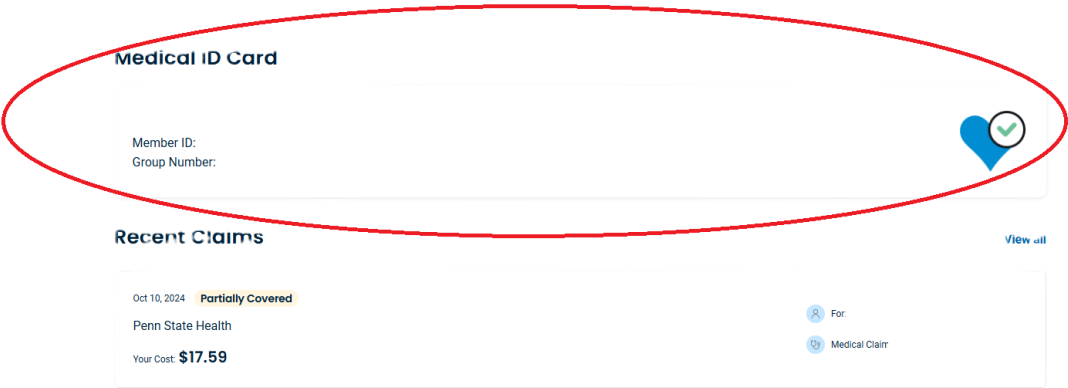 Medical ID Card
Member ID:
Group Number:
Recent Claims
View all
Oct 10, 2024 Partially Covered
For:
Penn State Health
Medical Claim
Your Cost: $17.59